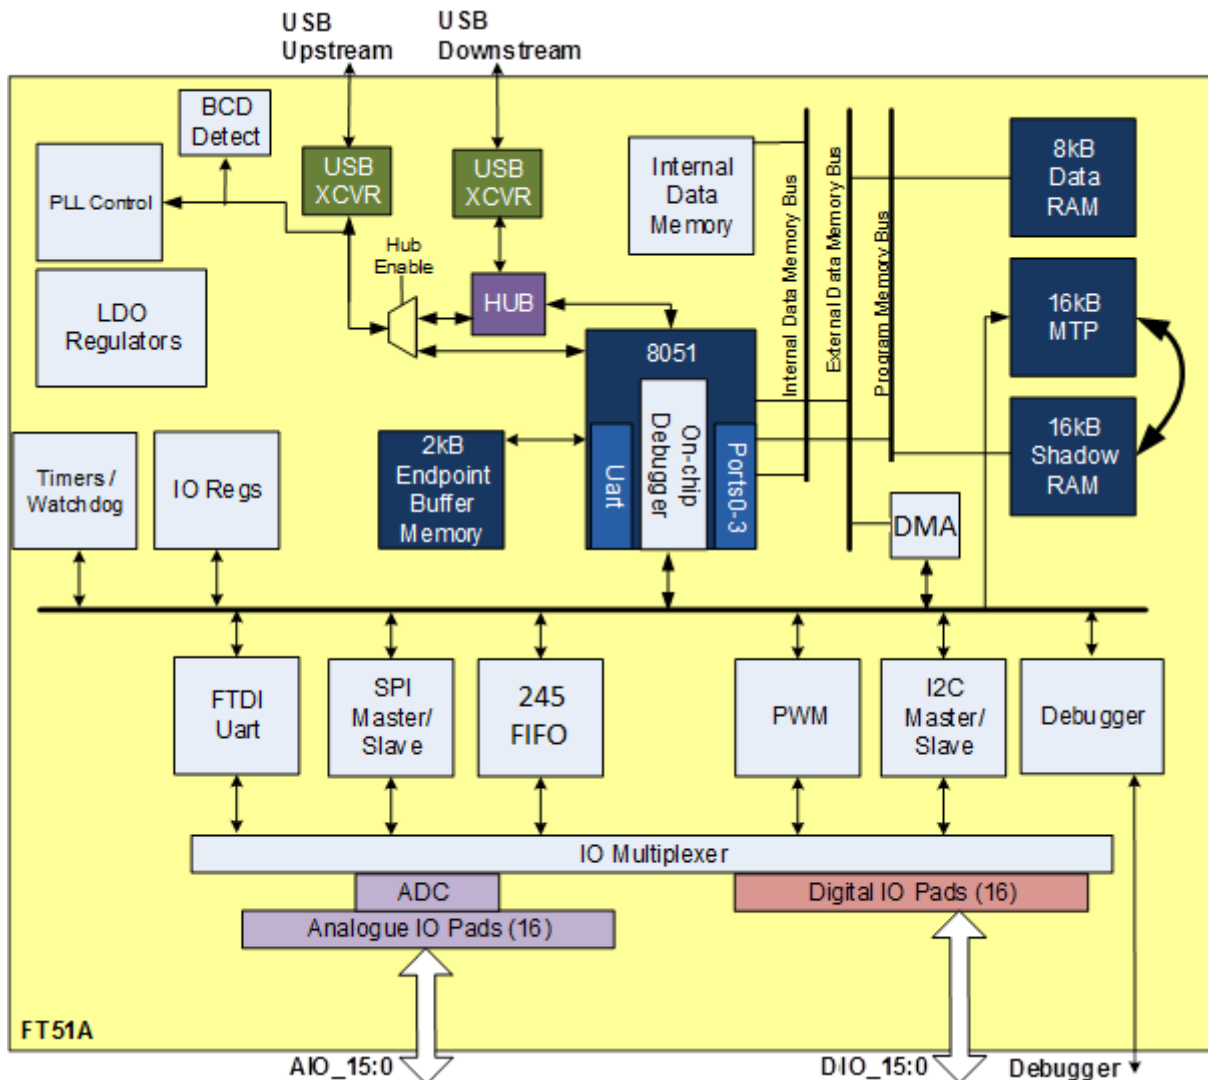 USB
Upstream
USB
Downstream
BCD
Detect
PLL Control
USB
XCVR
USB
XCVR
Internal
Data
Memory
8kB
Data
RAM
Hub
Enable
LDO
Regulators
HUB
16kB
MTP
Internal Data Memory Bus
External Data Memory Bus
Program Memory Bus
8051
Uart
On-chip
Debugger
Ports0-3
2kB
Endpoint
Buffer
Memory
16kB
Shadow
RAM
Timers /
Watchdog
IO Regs
DMA
FTDI
Uart
SPI
Master/
Slave
245
FIFO
PWM
I2C
Master/
Slave
Debugger
IO Multiplexer
ADC
Analogue IO Pads (16)
Digital IO Pads (16)
FT51A
AIO_15:0
DIO_15:0
Debugger